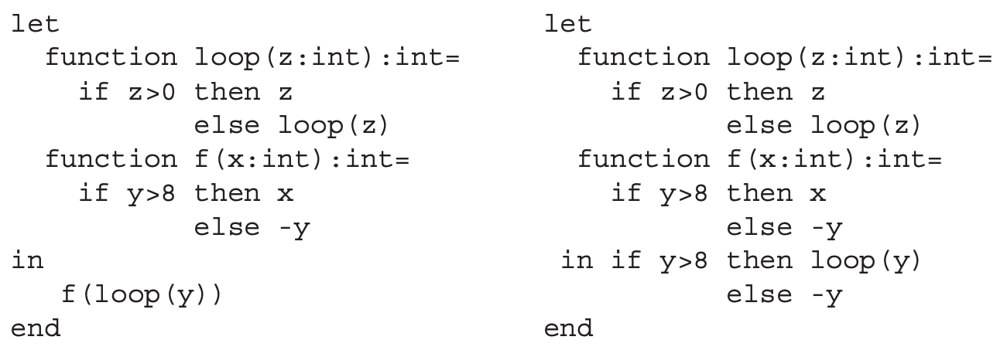 let
  function loop(z:int):int=
    if z>0 then z
           else loop(z)
  function f(x:int):int=
    if y>8 then x
           else -y
in
   f(loop(y))
end
let
  function loop(z:int):int=
    if z>0 then z
           else loop(z)
  function f(x:int):int=
    if y>8 then x
           else -y
 in if y>8 then loop(y)
           else -y
end